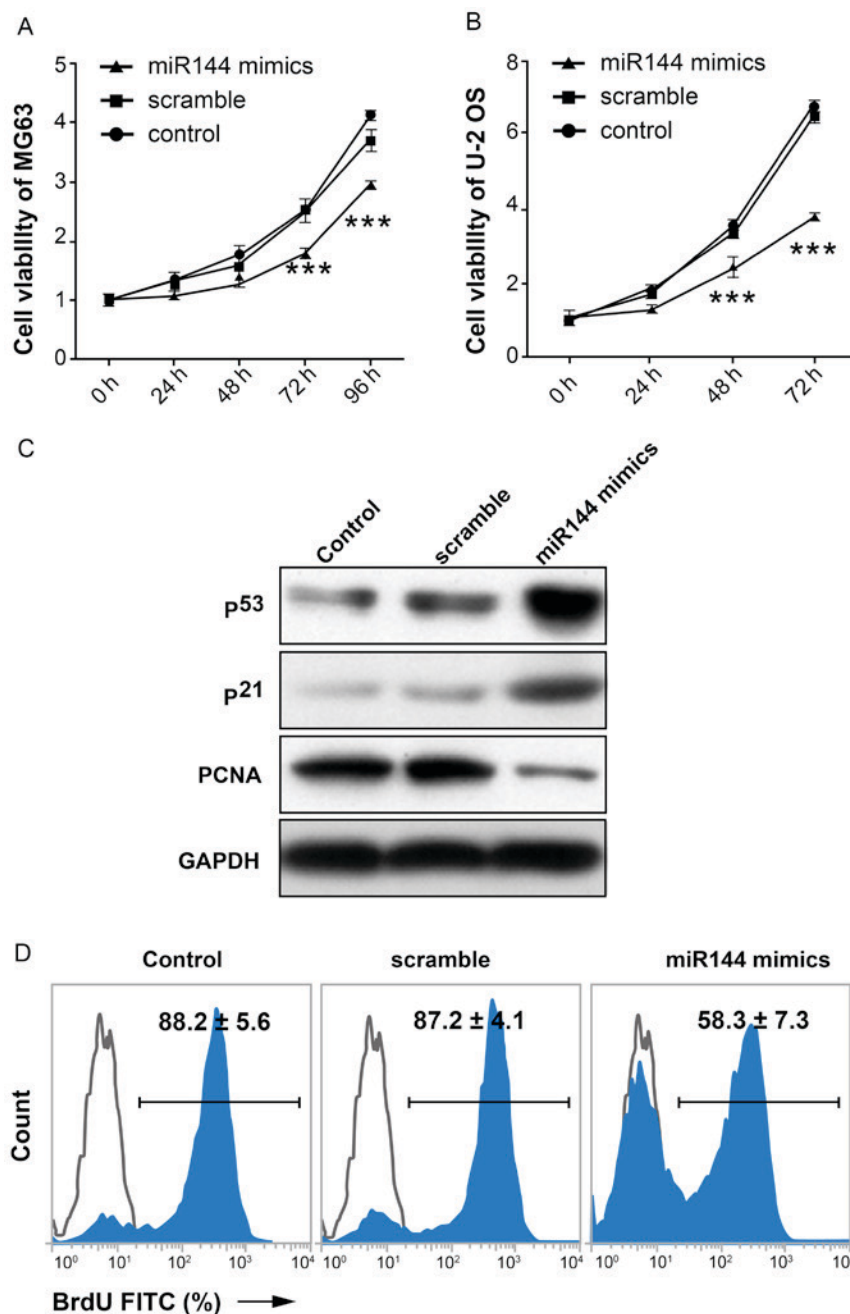 A
miR144 mimics
scramble
control
Cell viability of MG63
5
4
3
2
1
0
***
***
0 h
24 h
48 h
72 h
96 h
B
miR144 mimics
scramble
control
Cell viability of U-2 OS
8
6
4
2
0
***
***
0 h
24 h
48 h
72 h
C
Control
scramble
miR144 mimics
P53
P21
PCNA
GAPDH
D
Control
scramble
miR144 mimics
88.2 ± 5.6
87.2 ± 4.1
58.3 ± 7.3
Count
10⁰ 10¹ 10² 10³ 10⁴
10⁰ 10¹ 10² 10³ 10⁴
10⁰ 10¹ 10² 10³ 10
BrdU FITC (%)